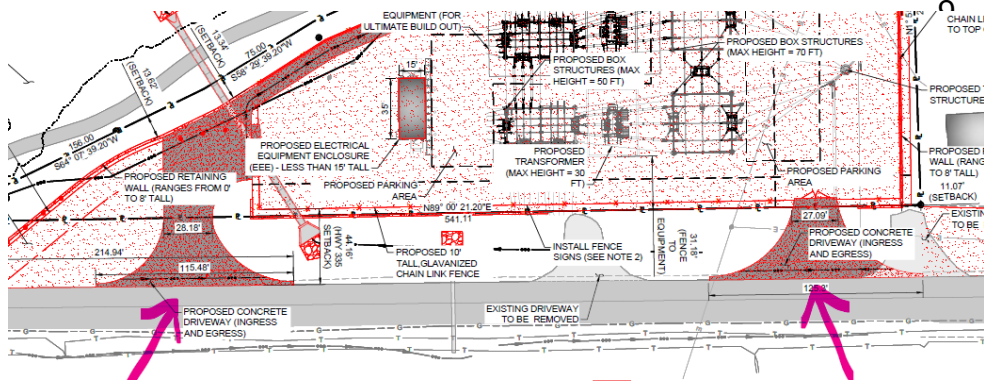 EQUIPMENT (FOR
ULTIMATE BUILD OUT)
13.34'
(SETBACK)
75.00
S58° 29' 39.20"W
13.62'
(SETBACK)
156.00
S64° 07' 39.20"W
15'
35'
PROPOSED BOX
STRUCTURES (MAX
HEIGHT = 50 FT)
PROPOSED BOX STRUCTURES
(MAX HEIGHT = 70 FT)
CHAIN LI
TO TOP
PROPOSED
STRUCTURE
PROPOSED ELECTRICAL
EQUIPMENT ENCLOSURE
(EEE) - LESS THAN 15' TALL
PROPOSED
TRANSFORMER
(MAX HEIGHT = 30
FT)
PROPOSED
WALL (RANG
TO 8' TALL)
PROPOSED RETAINING
WALL (RANGES FROM 0'
TO 8' TALL)
PROPOSED PARKING
AREA
PROPOSED PARKING
AREA
11.07'
(SETBACK)
N89° 00' 21.20"E
541.11
EXISTIN
TO BE
28.18'
27.09'
44.16'
(HWY 335
SETBACK)
PROPOSED 10'
TALL GLAVANIZED
CHAIN LINK FENCE
INSTALL FENCE
SIGNS (SEE NOTE 2)
31.18"
(FENCE
TO
EQUIPMENT)
PROPOSED CONCRETE
DRIVEWAY (INGRESS
AND EGRESS)
214.94'
115.48'
PROPOSED CONCRETE
DRIVEWAY (INGRESS
AND EGRESS)
EXISTING DRIVEWAY
TO BE REMOVED
G
G
G
G
G
G
T
T
T
T
T
T
T